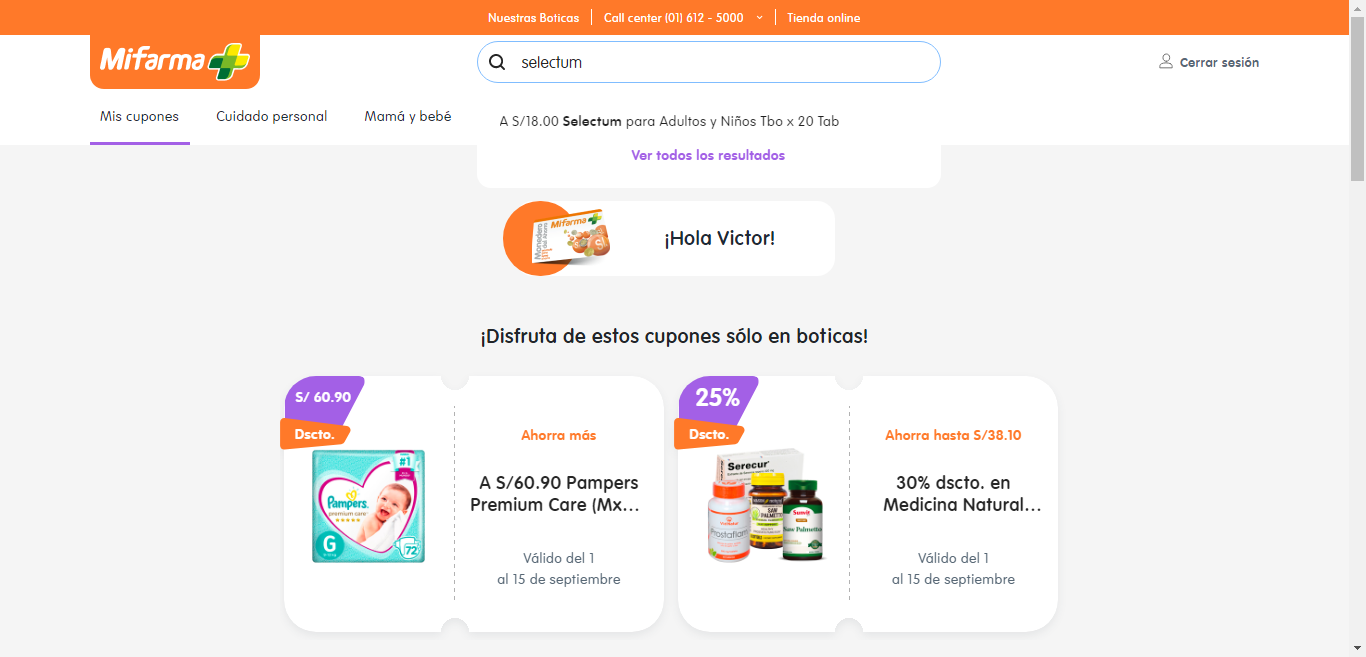 Nuestras Boticas
Call center (01) 612 - 5000
Tienda online
Mifarma
selectum
Cerrar sesión
Mis cupones
Cuidado personal
Mamá y bebé
A S/18.00 Selectum para Adultos y Niños Tbo x 20 Tab
Ver todos los resultados
Mifarma
Monedero
del Ahorro
¡Hola Victor!
¡Disfruta de estos cupones sólo en boticas!
S/ 60.90
Dscto.
#1
Pampers.
premium care
G
72
Ahorra más
A S/60.90 Pampers
Premium Care (Mx...
Válido del 1
al 15 de septiembre
25%
Dscto.
Serecur
Prostaflam
SAW
PALMETTO
Sunvit
Saw Palmetto
Ahorra hasta S/38.10
30% dscto. en
Medicina Natural...
Válido del 1
al 15 de septiembre